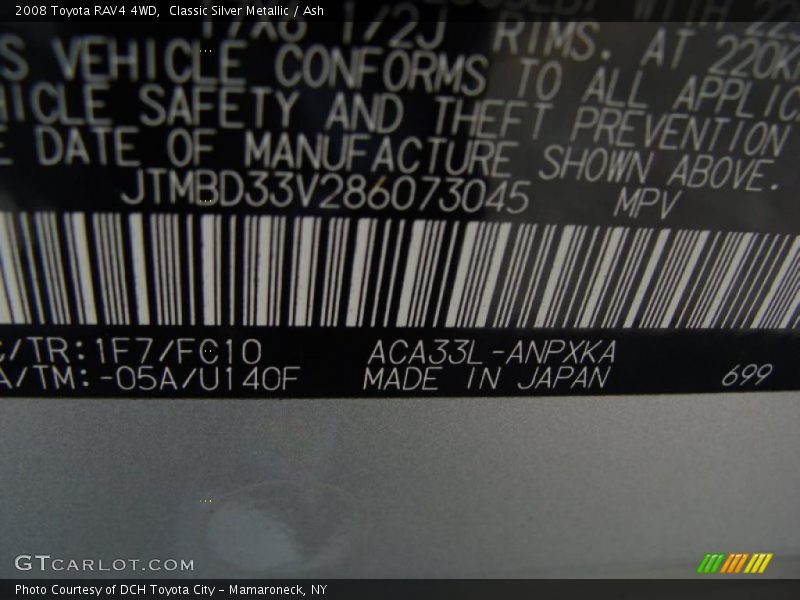 2008 Toyota RAV4 4WD,  Classic Silver Metallic / Ash
1/2J RIMS. AT 220K
S VEHICLE CONFORMS TO ALL APPLIC
HICLE SAFETY AND THEFT PREVENTION
E DATE OF MANUFACTURE SHOWN ABOVE.
JTMBD33V286073045 MPV
C/TR:1F7/FC10 ACA33L-ANPXKA
A/TM:-05A/U140F MADE IN JAPAN 699
GTCARLOT.COM
Photo Courtesy of DCH Toyota City – Mamaroneck, NY